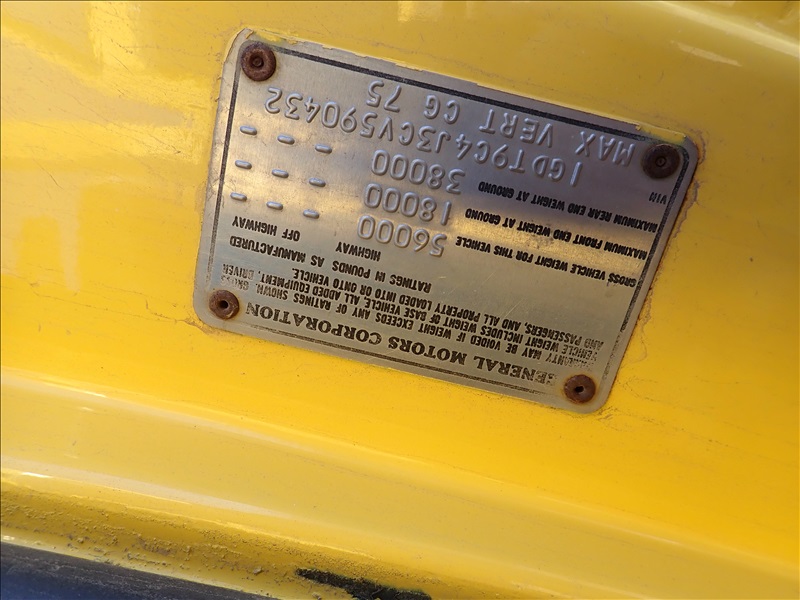 GENERAL MOTORS CORPORATION
WARRANTY MAY BE VOIDED IF WEIGHT EXCEEDS ANY OF RATINGS SHOWN. GROSS
VEHICLE WEIGHT INCLUDES WEIGHT OF BASE VEHICLE, ALL ADDED EQUIPMENT, DRIVER
AND PASSENGERS, AND ALL PROPERTY LOADED INTO OR ONTO VEHICLE.
RATINGS IN POUNDS AS MANUFACTURED
HIGHWAY OFF HIGHWAY
GROSS VEHICLE WEIGHT FOR THIS VEHICLE 56000 - - -
MAXIMUM FRONT END WEIGHT AT GROUND 18000 - - -
MAXIMUM REAR END WEIGHT AT GROUND 38000 - - -
VIN 1GDT9C4J3CV590432
MAX VERT CG 75